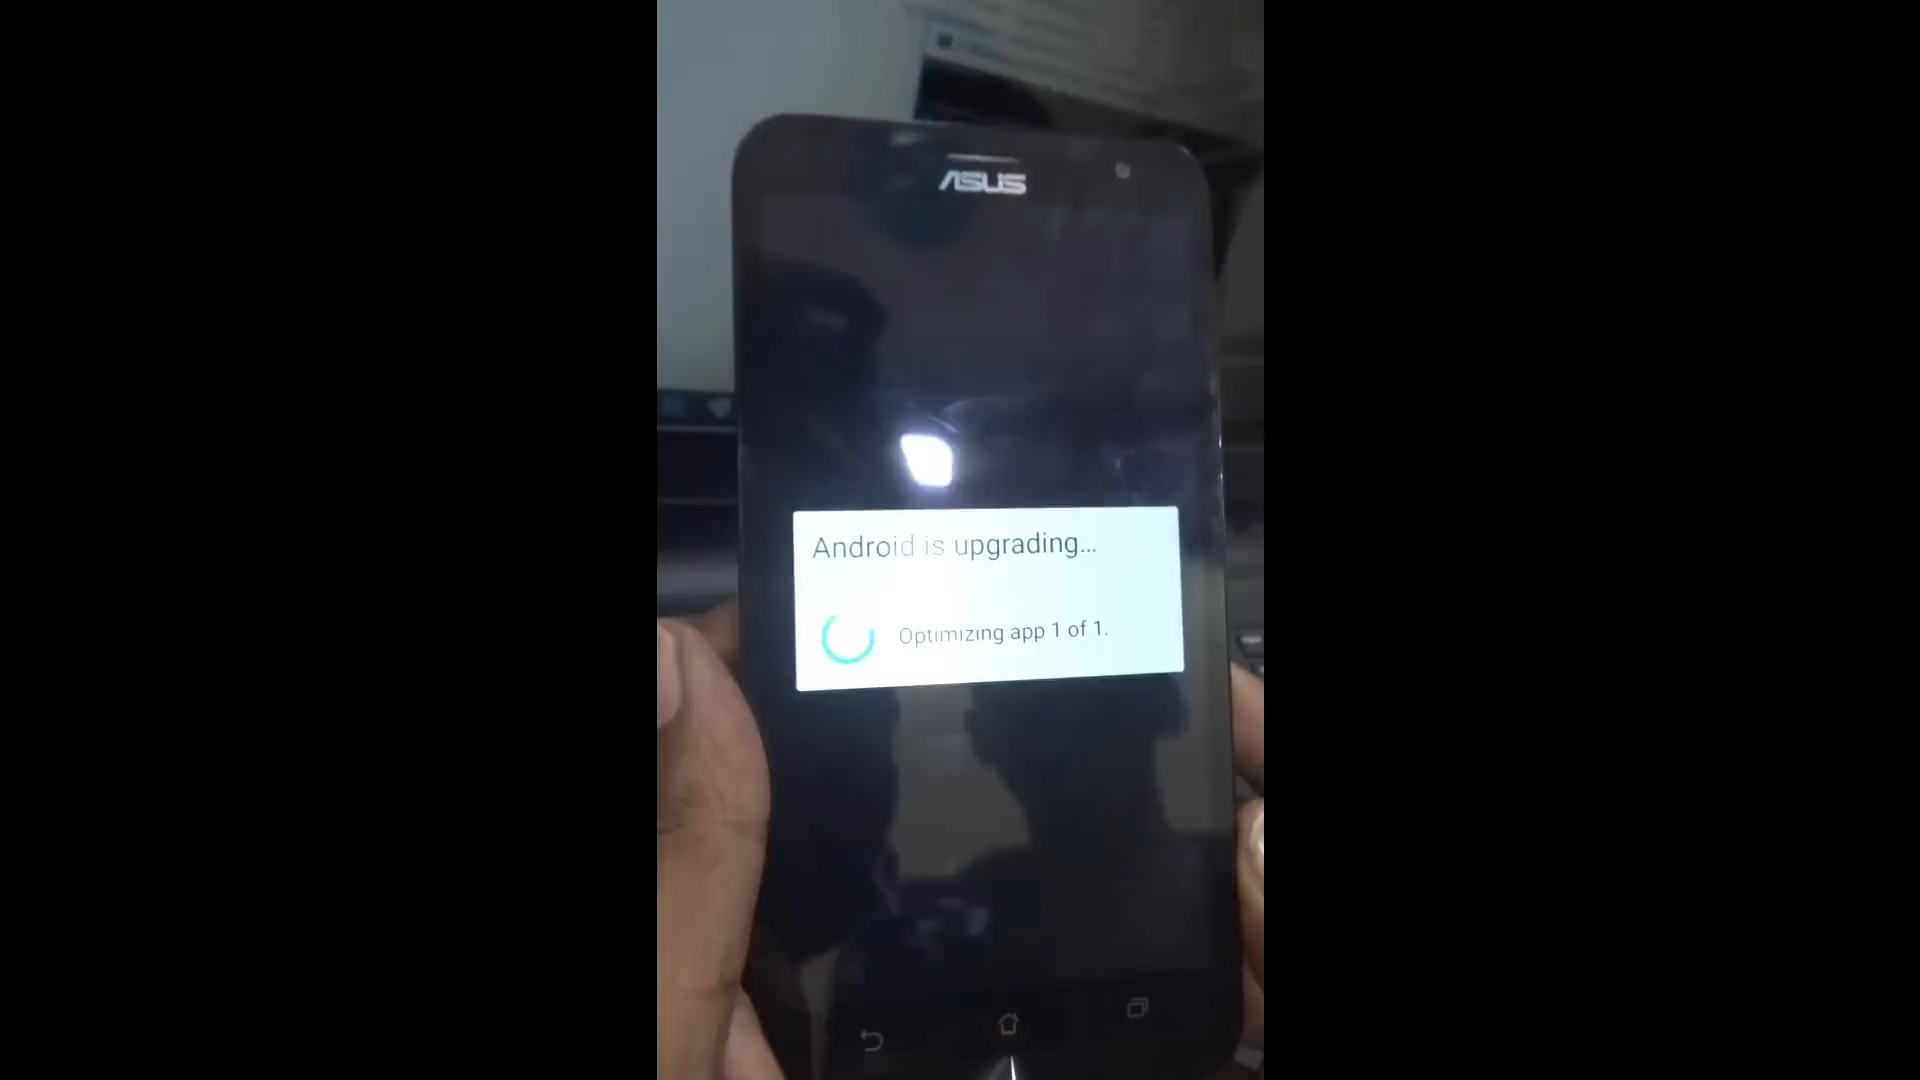 ASUS
Android is upgrading...
Optimizing app 1 of 1.